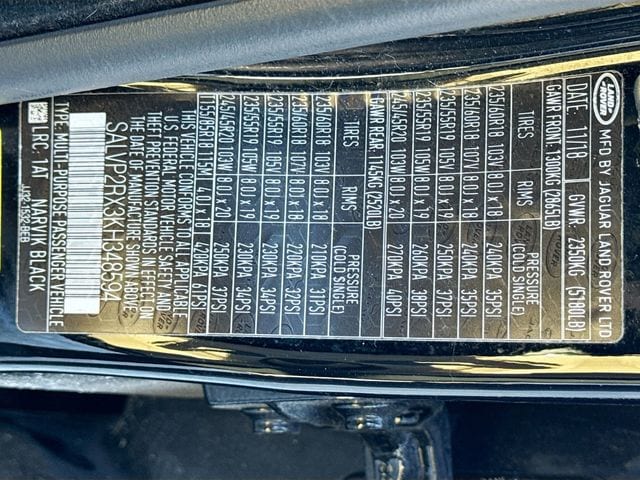 LAND ROVER
MFD BY JAGUAR LAND ROVER LTD
DATE: 11/18 GVWR: 2350KG (5180LB)
GAWR FRONT: 1300KG (2865LB)
TIRES RIMS PRESSURE (COLD SINGLE)
235/60R18 103V 8.0J x 18 240KPA 35PSI
235/60R18 103V 8.0J x 18 240KPA 35PSI
235/55R19 105V 8.0J x 19 250KPA 37PSI
235/55R19 105W 8.0J x 19 260KPA 38PSI
245/45R20 103W 8.0J x 20 270KPA 40PSI
GAWR REAR: 1145KG (2520LB)
TIRES RIMS PRESSURE (COLD SINGLE)
235/60R18 103V 8.0J x 18 210KPA 31PSI
235/60R18 103V 8.0J x 18 220KPA 32PSI
235/55R19 105V 8.0J x 19 230KPA 34PSI
235/55R19 105W 8.0J x 19 230KPA 34PSI
245/45R20 103W 8.0J x 20 250KPA 37PSI
T155/85R18 115M 4.0J x 18 420KPA 61PSI
THIS VEHICLE CONFORMS TO ALL APPLICABLE
U.S. FEDERAL MOTOR VEHICLE SAFETY AND
THEFT PREVENTION STANDARDS IN EFFECT ON
THE DATE OF MANUFACTURE SHOWN ABOVE.
SALVP2RX3KH348594
TYPE: MULTI-PURPOSE PASSENGER VEHICLE
LRC: 1AT NARVIK BLACK